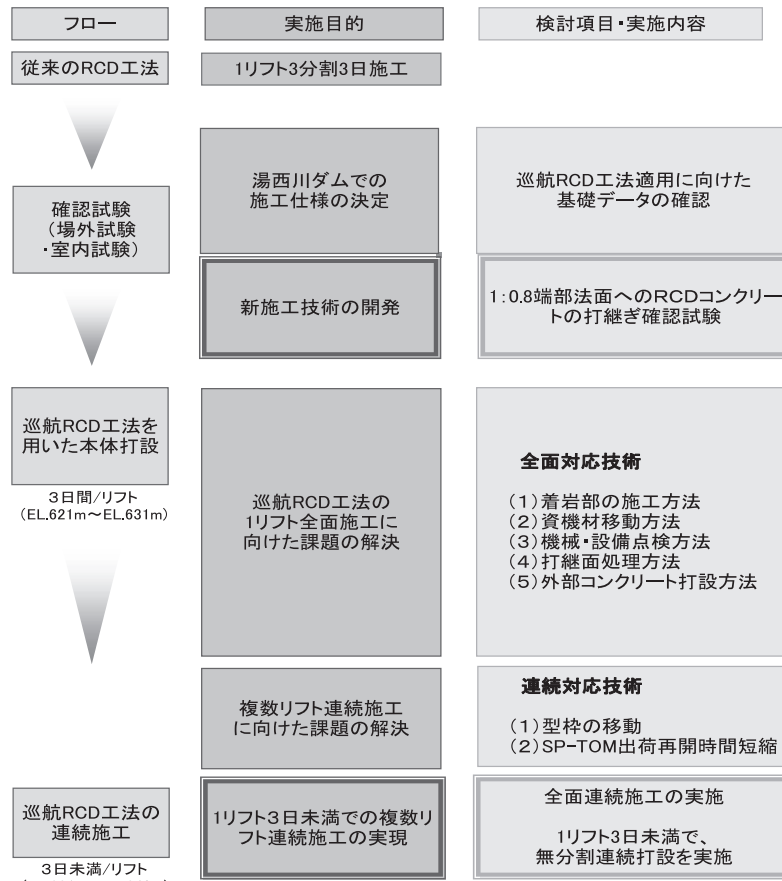 フロー
実施目的
検討項目・実施内容
従来のRCD工法
1リフト3分割3日施工
確認試験
(場外試験
・室内試験)
湯西川ダムでの
施工仕様の決定
巡航RCD工法適用に向けた
基礎データの確認
新施工技術の開発
1:0.8端部法面へのRCDコンクリー
トの打継ぎ確認試験
巡航RCD工法を
用いた本体打設
3日間/リフト
(EL.621m～EL.631m)
巡航RCD工法の
1リフト全面施工に
向けた課題の解決
全面対応技術
(1)着岩部の施工方法
(2)資機材移動方法
(3)機械・設備点検方法
(4)打継面処理方法
(5)外部コンクリート打設方法
複数リフト連続施工
に向けた課題の解決
連続対応技術
(1)型枠の移動
(2)SP-TOM出荷再開時間短縮
巡航RCD工法の
連続施工
3日未満/リフト
1リフト3日未満での複数リ
フト連続施工の実現
全面連続施工の実施
1リフト3日未満で、
無分割連続打設を実施